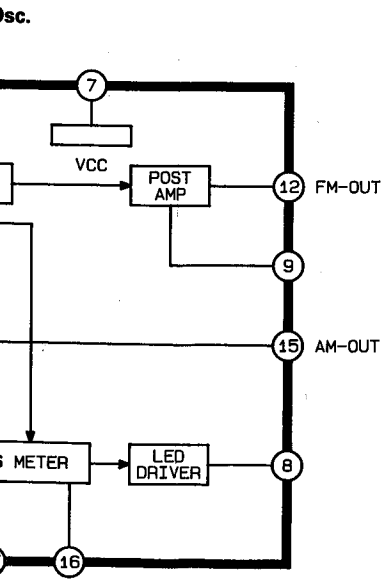 Osc.
7
VCC
POST
AMP
12 FM-OUT
9
15 AM-OUT
METER
LED
DRIVER
8
16